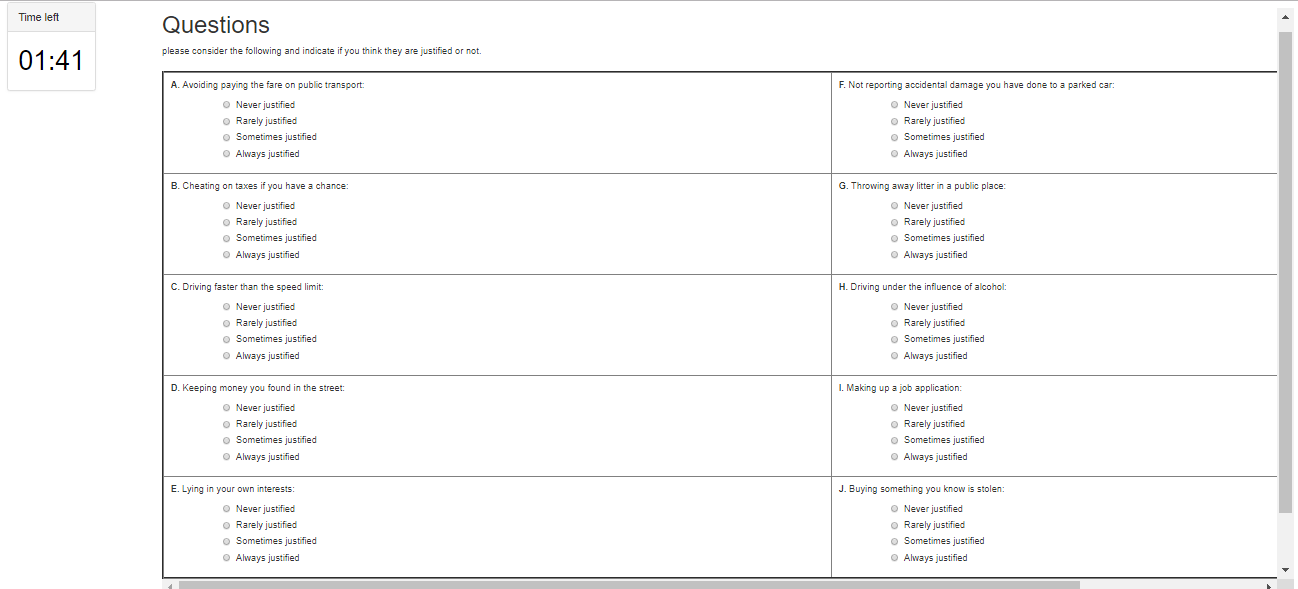 Time left
01:41
Questions
please consider the following and indicate if you think they are justified or not.
A. Avoiding paying the fare on public transport:
Never justified
Rarely justified
Sometimes justified
Always justified
F. Not reporting accidental damage you have done to a parked car:
Never justified
Rarely justified
Sometimes justified
Always justified
B. Cheating on taxes if you have a chance:
Never justified
Rarely justified
Sometimes justified
Always justified
G. Throwing away litter in a public place:
Never justified
Rarely justified
Sometimes justified
Always justified
C. Driving faster than the speed limit:
Never justified
Rarely justified
Sometimes justified
Always justified
H. Driving under the influence of alcohol:
Never justified
Rarely justified
Sometimes justified
Always justified
D. Keeping money you found in the street:
Never justified
Rarely justified
Sometimes justified
Always justified
I. Making up a job application:
Never justified
Rarely justified
Sometimes justified
Always justified
E. Lying in your own interests:
Never justified
Rarely justified
Sometimes justified
Always justified
J. Buying something you know is stolen:
Never justified
Rarely justified
Sometimes justified
Always justified